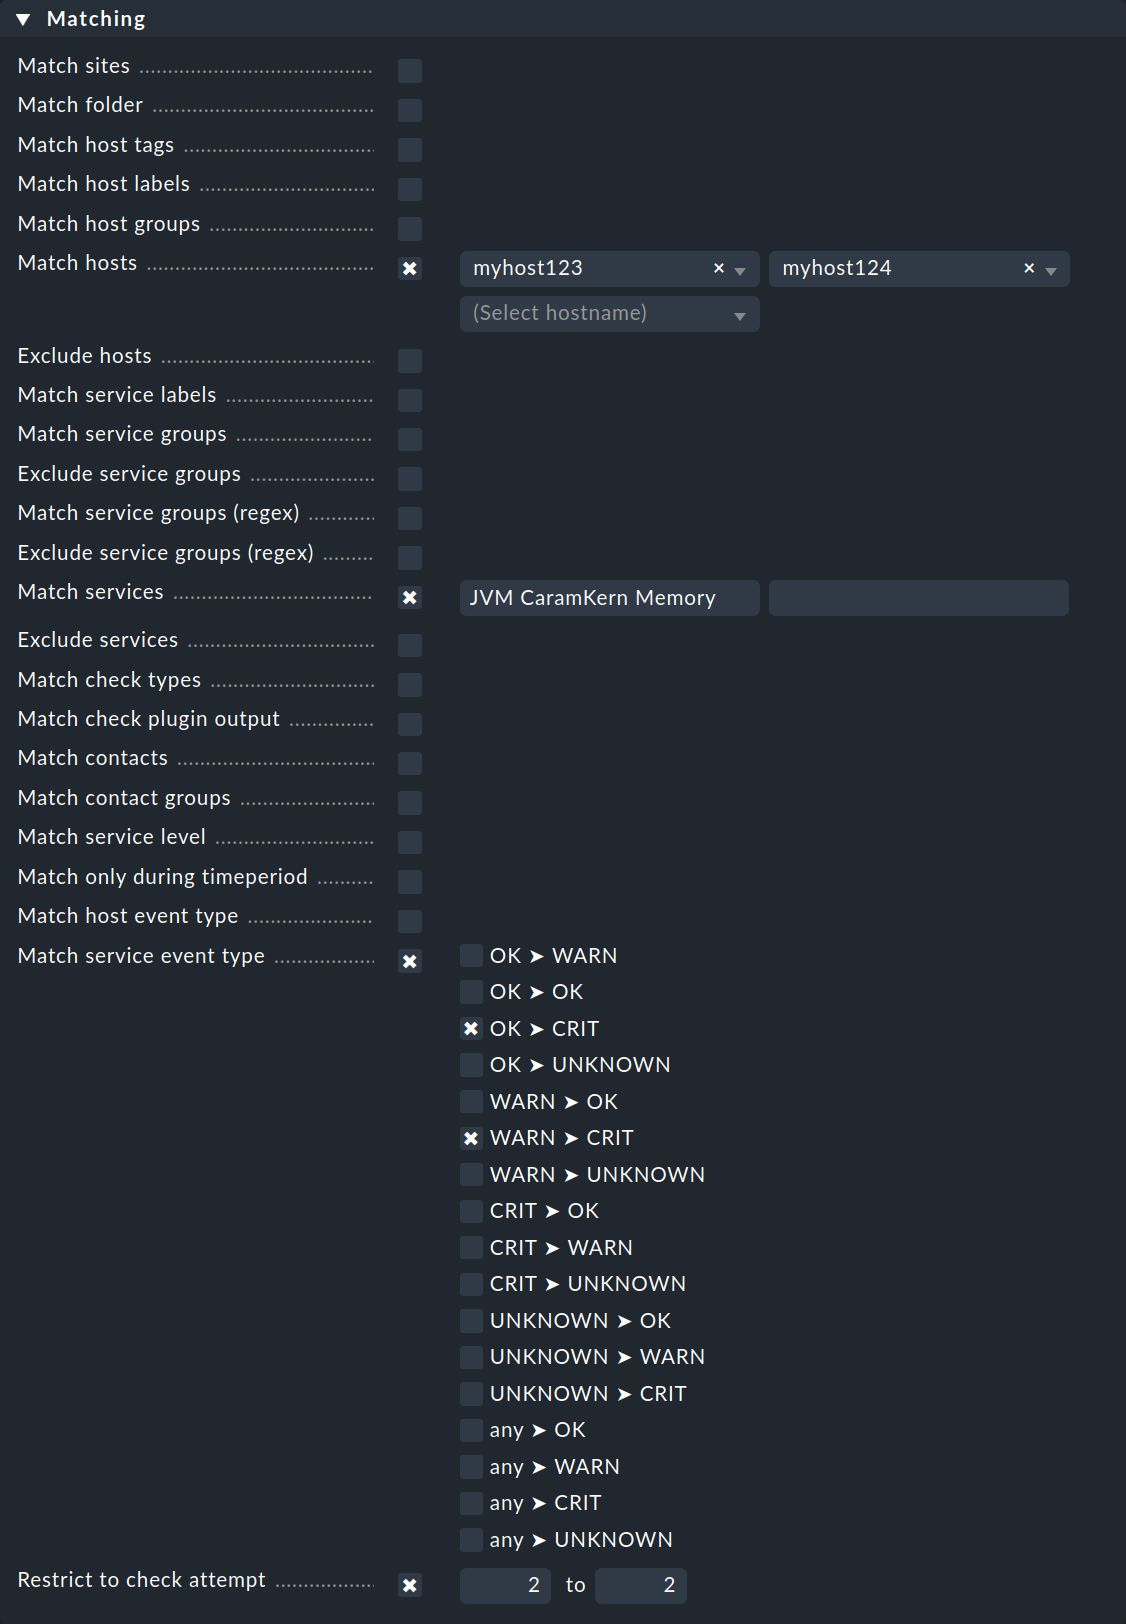 Matching
Match sites
Match folder
Match host tags
Match host labels
Match host groups
Match hosts myhost123 × myhost124 ×
(Select hostname)
Exclude hosts
Match service labels
Match service groups
Exclude service groups
Match service groups (regex)
Exclude service groups (regex)
Match services JVM CaramKern Memory
Exclude services
Match check types
Match check plugin output
Match contacts
Match contact groups
Match service level
Match only during timeperiod
Match host event type
Match service event type OK ➤ WARN
OK ➤ OK
OK ➤ CRIT
OK ➤ UNKNOWN
WARN ➤ OK
WARN ➤ CRIT
WARN ➤ UNKNOWN
CRIT ➤ OK
CRIT ➤ WARN
CRIT ➤ UNKNOWN
UNKNOWN ➤ OK
UNKNOWN ➤ WARN
UNKNOWN ➤ CRIT
any ➤ OK
any ➤ WARN
any ➤ CRIT
any ➤ UNKNOWN
Restrict to check attempt 2 to 2